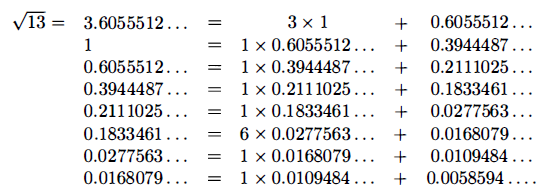 √13 = 3.6055512... = 3 × 1 + 0.6055512...
1 = 1 × 0.6055512... + 0.3944487...
0.6055512... = 1 × 0.3944487... + 0.2111025...
0.3944487... = 1 × 0.2111025... + 0.1833461...
0.2111025... = 1 × 0.1833461... + 0.0277563...
0.1833461... = 6 × 0.0277563... + 0.0168079...
0.0277563... = 1 × 0.0168079... + 0.0109484...
0.0168079... = 1 × 0.0109484... + 0.0058594....